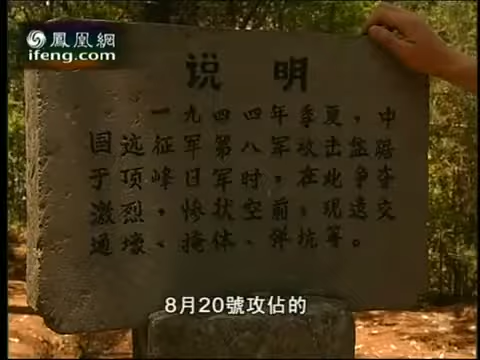 鳳凰網
ifeng.com
说明
一九四四年季夏，中
国远征军第八军攻击盘踞
于顶峰日军时，在此争夺
激烈，惨状空前，现遗交
通壕、掩体、弹坑等。
8月20號攻佔的